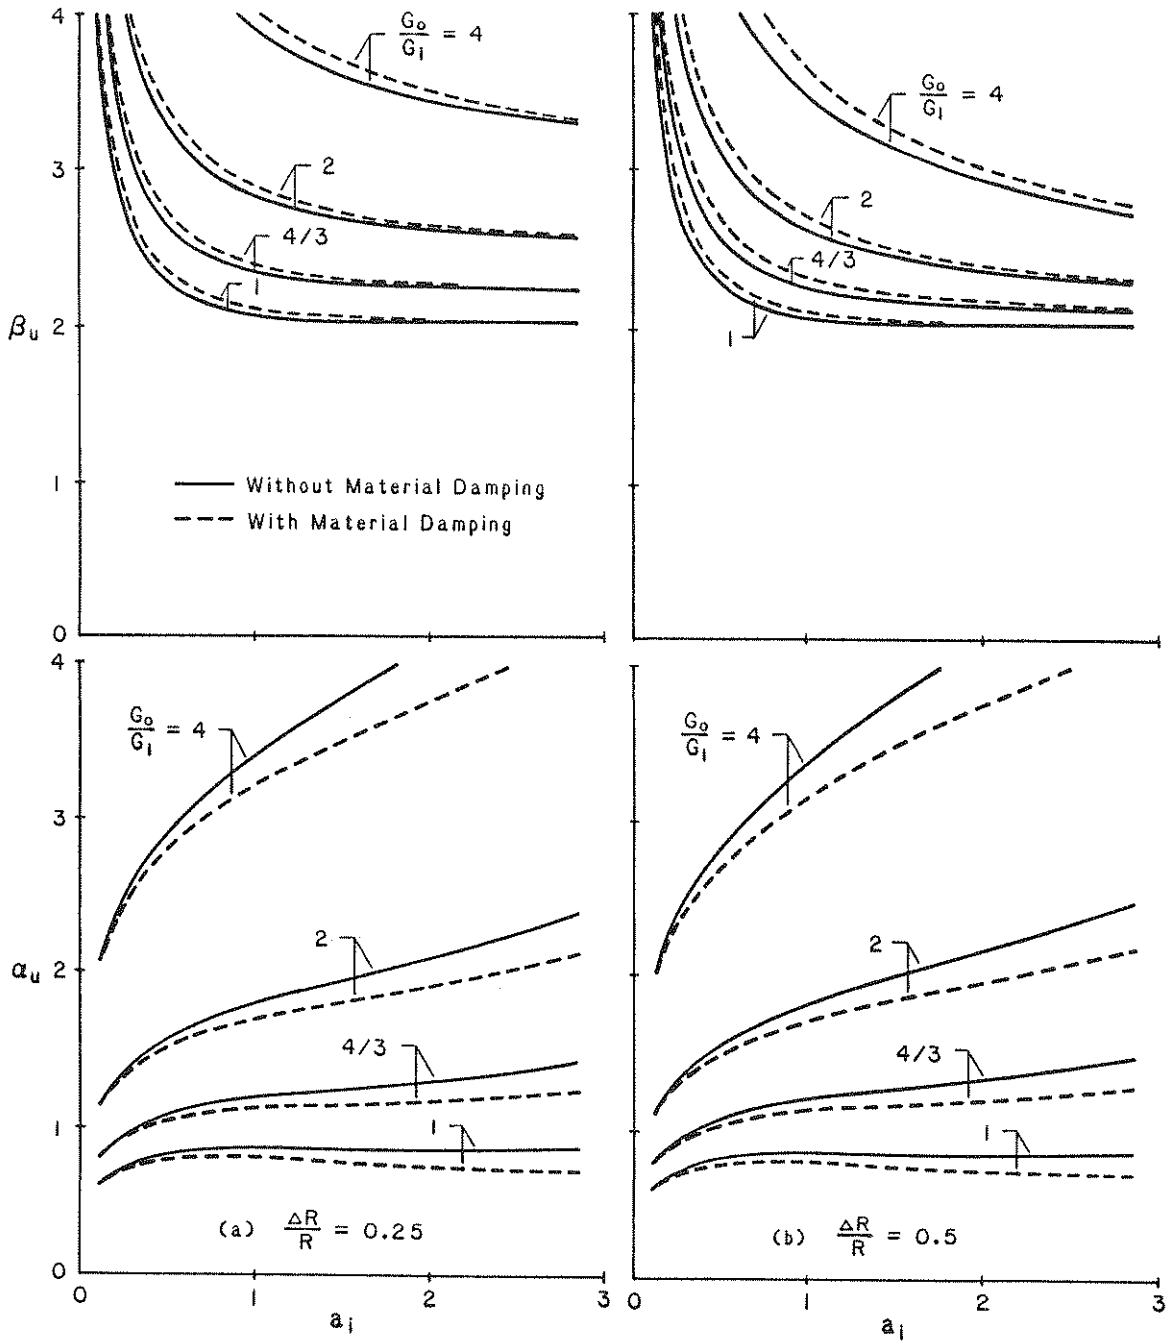 4
3
2
1
0
βu
Go/Gi = 4
2
4/3
1
Without Material Damping
With Material Damping
Go/Gi = 4
2
4/3
1
4
3
2
1
0
αu
Go/Gi = 4
2
4/3
1
(a) ΔR/R = 0.25
0 1 2 3
ai
Go/Gi = 4
2
4/3
1
(b) ΔR/R = 0.5
0 1 2 3
ai